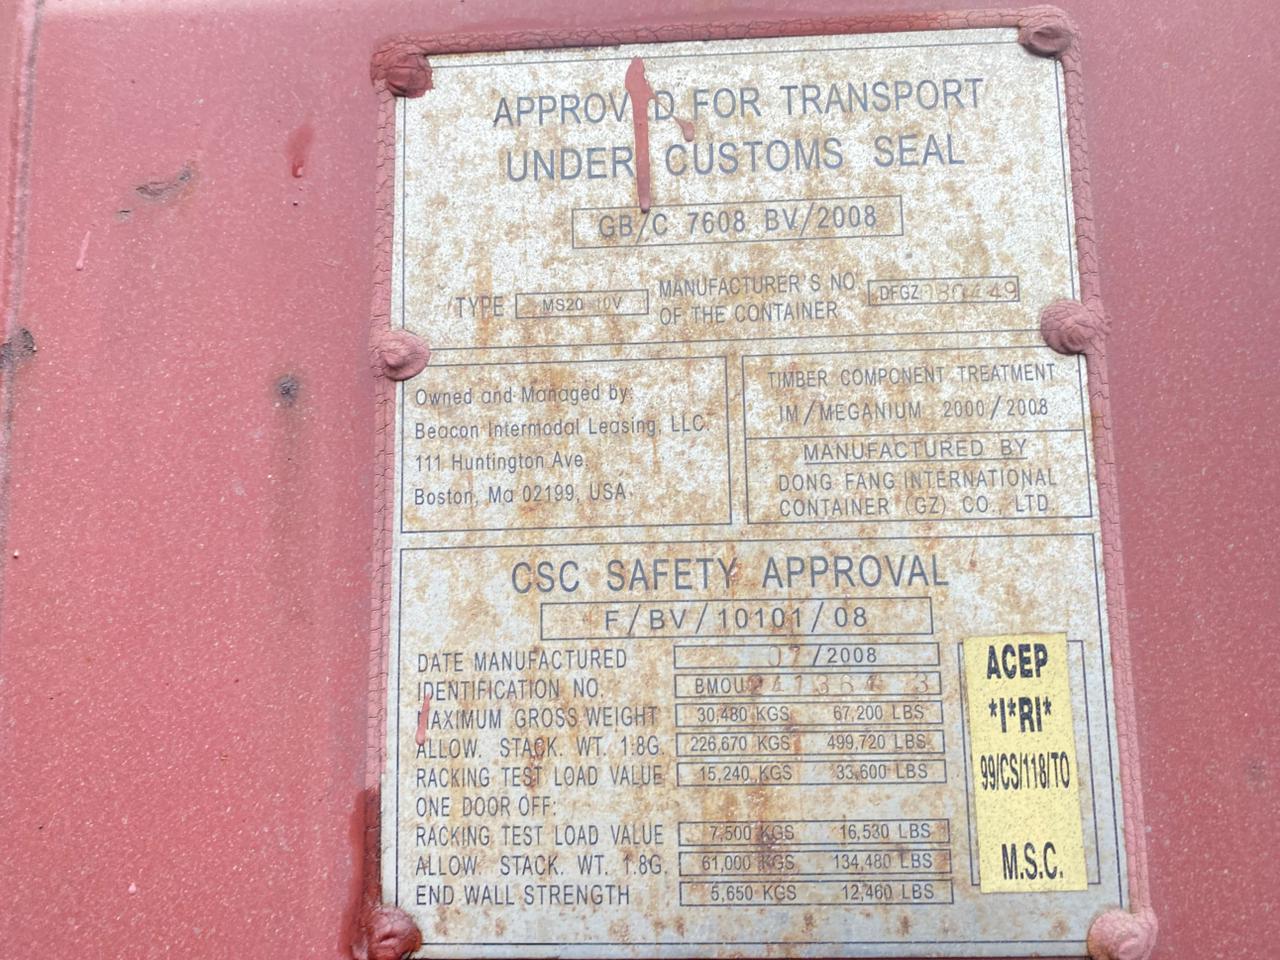 APPROVED FOR TRANSPORT
UNDER CUSTOMS SEAL
GB/C 7608 BV/2008
TYPE MS20 10V MANUFACTURER'S NO OF THE CONTAINER DFGZ
Owned and Managed by:
Beacon Intermodal Leasing, LLC.
111 Huntington Ave.
Boston, Ma 02199, USA.
TIMBER COMPONENT TREATMENT
IM/MEGANIUM 2000/2008
MANUFACTURED BY
DONG FANG INTERNATIONAL
CONTAINER (GZ) CO., LTD.
CSC SAFETY APPROVAL
F/BV/10101/08
DATE MANUFACTURED 07/2008
IDENTIFICATION NO. BMOU
MAXIMUM GROSS WEIGHT 30,480 KGS 67,200 LBS
ALLOW. STACK. WT. 1.8G. 226,670 KGS 499,720 LBS
RACKING TEST LOAD VALUE 15,240 KGS 33,600 LBS
ONE DOOR OFF:
RACKING TEST LOAD VALUE 7,500 KGS 16,530 LBS
ALLOW. STACK. WT. 1.8G. 61,000 KGS 134,480 LBS
END WALL STRENGTH 5,650 KGS 12,460 LBS
ACEP
*I*RI*
99/CS/118/TO
M.S.C.